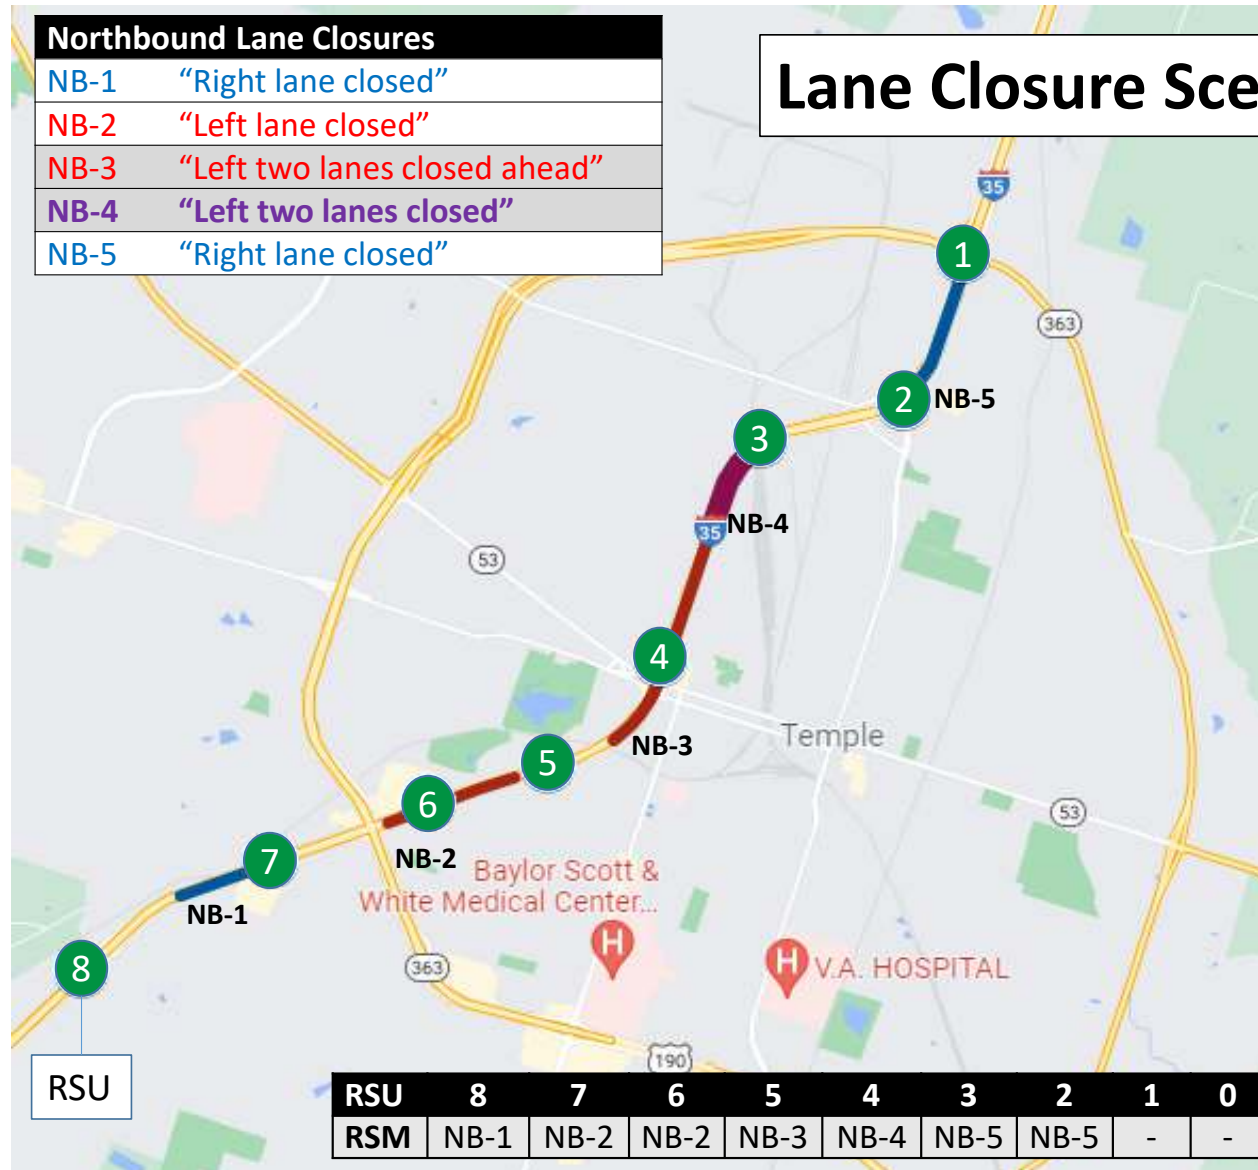 Northbound Lane Closures
NB-1 “Right lane closed”
NB-2 “Left lane closed”
NB-3 “Left two lanes closed ahead”
NB-4 “Left two lanes closed”
NB-5 “Right lane closed”
Lane Closure Sce
35
1
363
2
NB-5
3
35
NB-4
53
4
NB-3
Temple
5
6
53
7
NB-2
Baylor Scott &
White Medical Center...
NB-1
H
H
V.A. HOSPITAL
8
363
190
RSU
RSU 8 7 6 5 4 3 2 1 0
RSM NB-1 NB-2 NB-2 NB-3 NB-4 NB-5 NB-5 - -